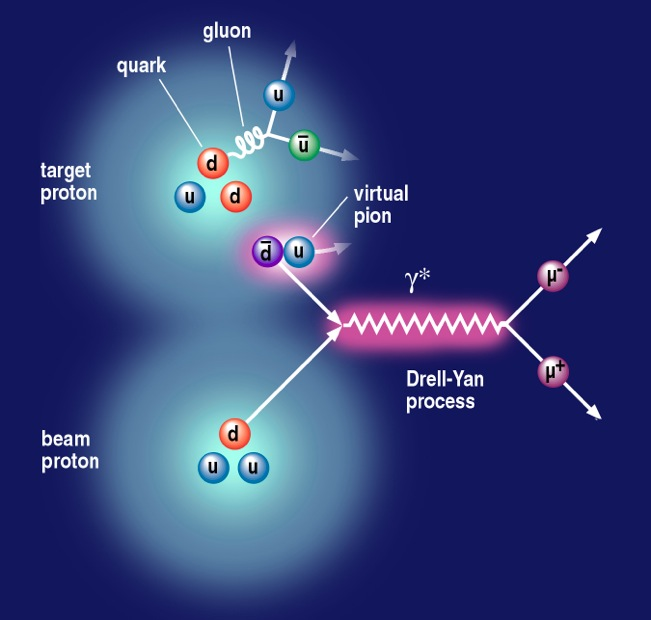 gluon
quark
u
ū
d
target
proton
u
d
virtual
pion
d̄
u
γ*
μ⁻
μ⁺
Drell-Yan
process
beam
proton
d
u
u